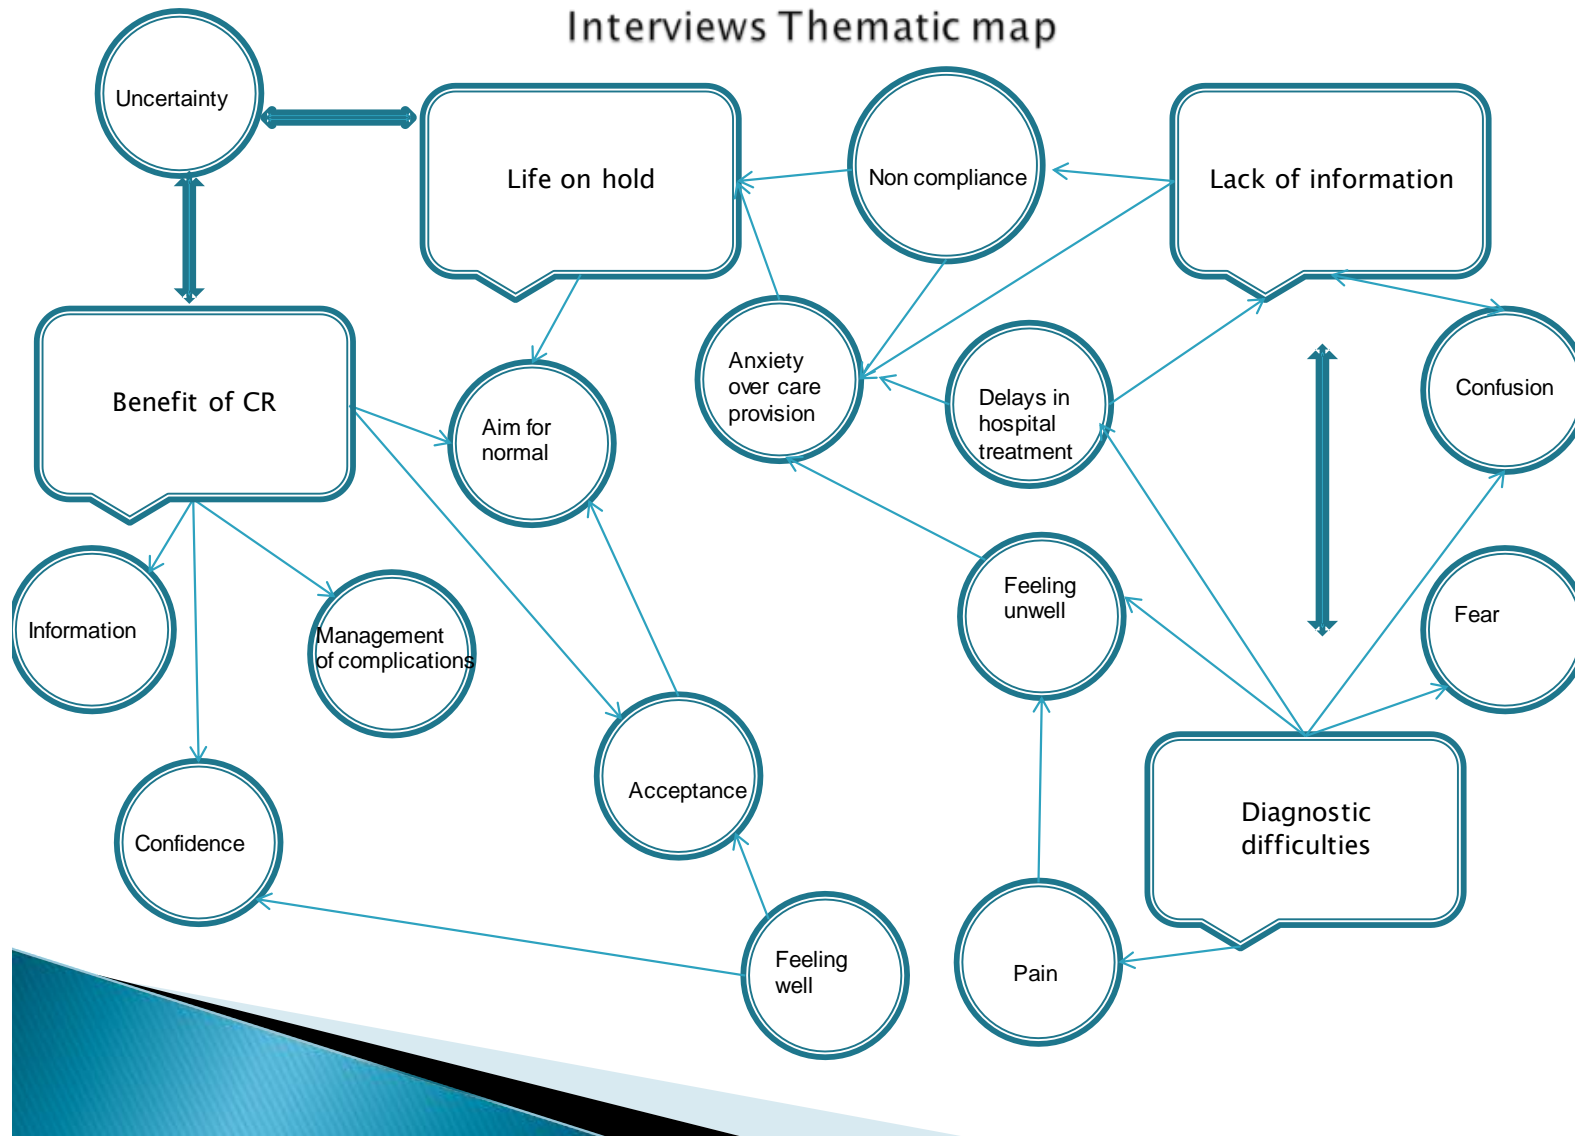 Interviews Thematic map
Uncertainty
Life on hold
Non compliance
Lack of information
Benefit of CR
Aim for
normal
Anxiety
over care
provision
Delays in
hospital
treatment
Confusion
Information
Management
of complications
Feeling
unwell
Fear
Acceptance
Confidence
Diagnostic
difficulties
Feeling
well
Pain